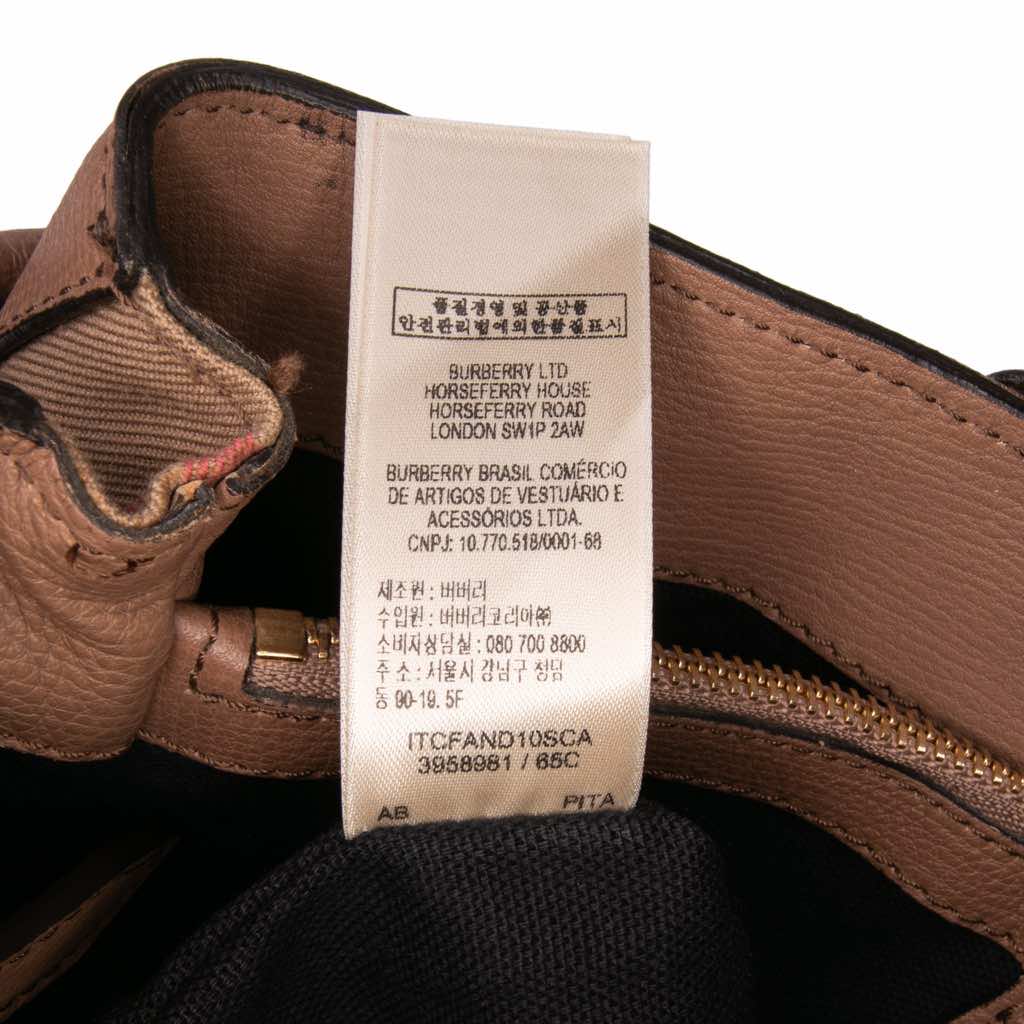 품질경영 및 공산품
안전관리법에의한품질표시
BURBERRY LTD
HORSEFERRY HOUSE
HORSEFERRY ROAD
LONDON SW1P 2AW
BURBERRY BRASIL COMÉRCIO
DE ARTIGOS DE VESTUÁRIO E
ACESSÓRIOS LTDA.
CNPJ: 10.770.518/0001-68
제조원 : 버버리
수입원 : 버버리코리아㈜
소비자상담실 : 080 700 8800
주 소 : 서울시 강남구 청담
동 90-19. 5F
ITCFAND10SCA
3958981 / 65C
AB PITA